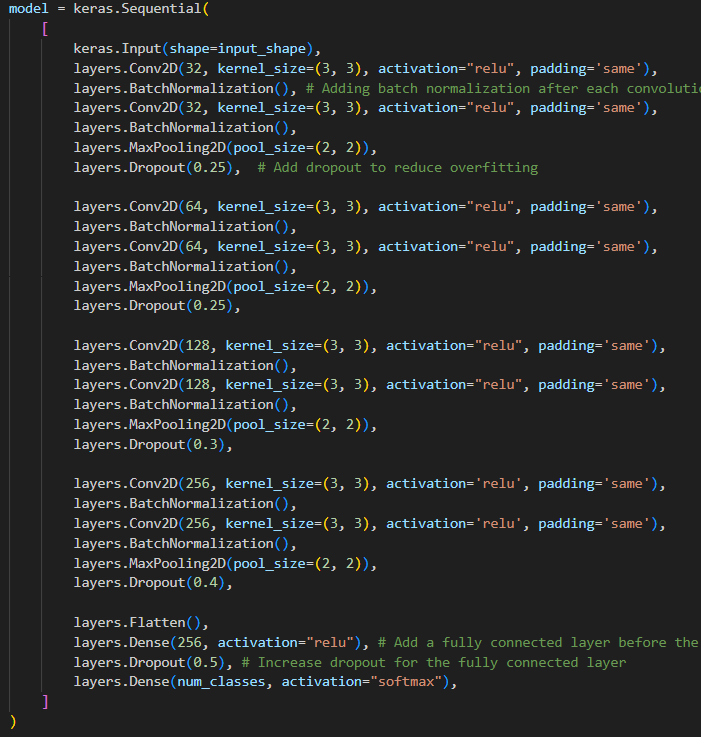 model = keras.Sequential(
    [
        keras.Input(shape=input_shape),
        layers.Conv2D(32, kernel_size=(3, 3), activation="relu", padding='same'),
        layers.BatchNormalization(), # Adding batch normalization after each convolutio
        layers.Conv2D(32, kernel_size=(3, 3), activation="relu", padding='same'),
        layers.BatchNormalization(),
        layers.MaxPooling2D(pool_size=(2, 2)),
        layers.Dropout(0.25),  # Add dropout to reduce overfitting

        layers.Conv2D(64, kernel_size=(3, 3), activation="relu", padding='same'),
        layers.BatchNormalization(),
        layers.Conv2D(64, kernel_size=(3, 3), activation="relu", padding='same'),
        layers.BatchNormalization(),
        layers.MaxPooling2D(pool_size=(2, 2)),
        layers.Dropout(0.25),

        layers.Conv2D(128, kernel_size=(3, 3), activation="relu", padding='same'),
        layers.BatchNormalization(),
        layers.Conv2D(128, kernel_size=(3, 3), activation="relu", padding='same'),
        layers.BatchNormalization(),
        layers.MaxPooling2D(pool_size=(2, 2)),
        layers.Dropout(0.3),

        layers.Conv2D(256, kernel_size=(3, 3), activation='relu', padding='same'),
        layers.BatchNormalization(),
        layers.Conv2D(256, kernel_size=(3, 3), activation='relu', padding='same'),
        layers.BatchNormalization(),
        layers.MaxPooling2D(pool_size=(2, 2)),
        layers.Dropout(0.4),

        layers.Flatten(),
        layers.Dense(256, activation="relu"), # Add a fully connected layer before the
        layers.Dropout(0.5), # Increase dropout for the fully connected layer
        layers.Dense(num_classes, activation="softmax"),
    ]
)